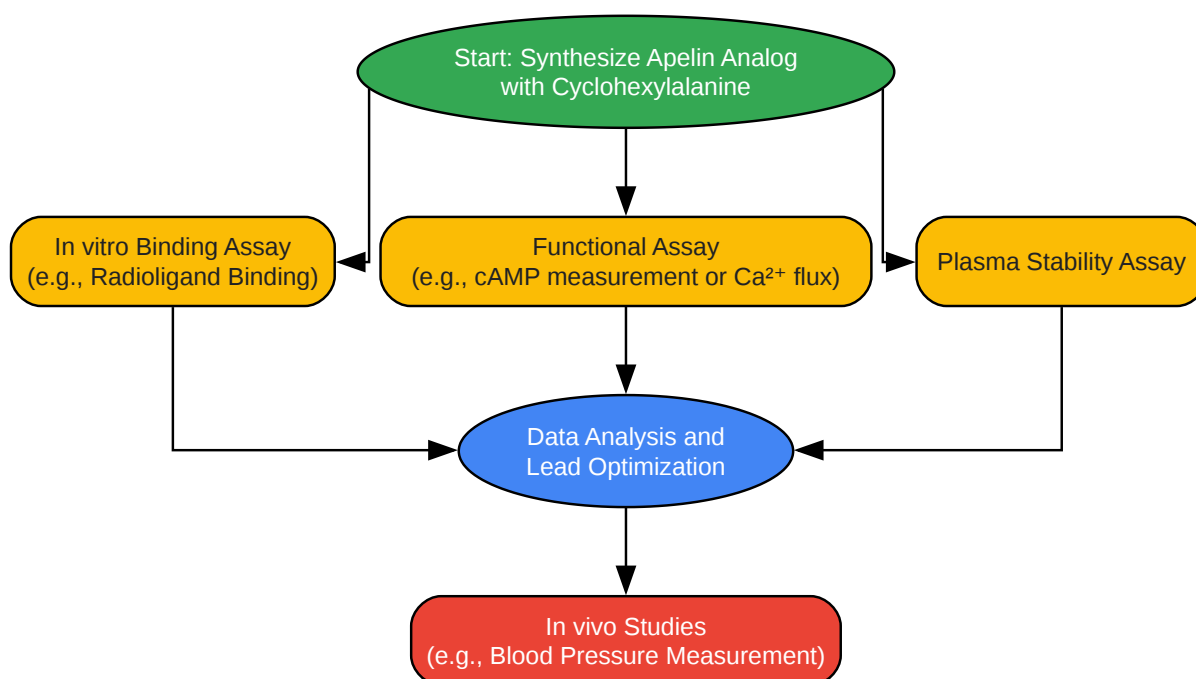 Start: Synthesize Apelin Analog
with Cyclohexylalanine
In vitro Binding Assay
(e.g., Radioligand Binding)
Functional Assay
(e.g., cAMP measurement or Ca²⁺ flux)
Plasma Stability Assay
Data Analysis and
Lead Optimization
In vivo Studies
(e.g., Blood Pressure Measurement)